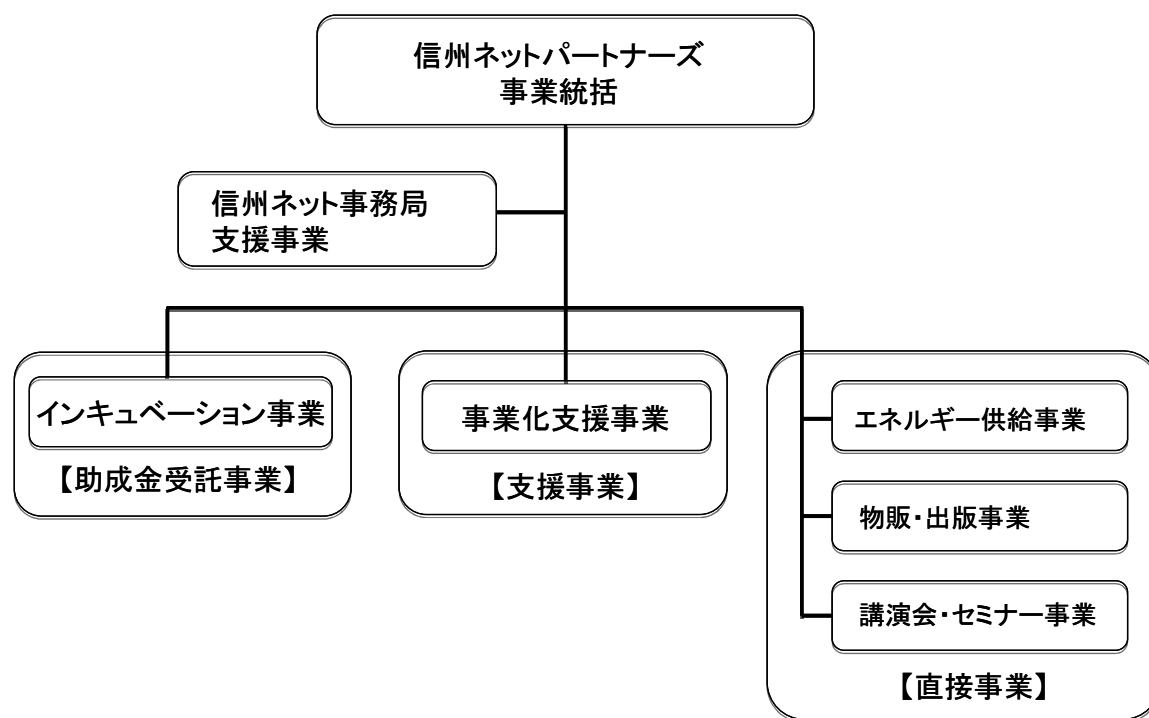 信州ネットパートナーズ
事業統括
信州ネット事務局
支援事業
インキュベーション事業
【助成金受託事業】
事業化支援事業
【支援事業】
エネルギー供給事業
物販・出版事業
講演会・セミナー事業
【直接事業】